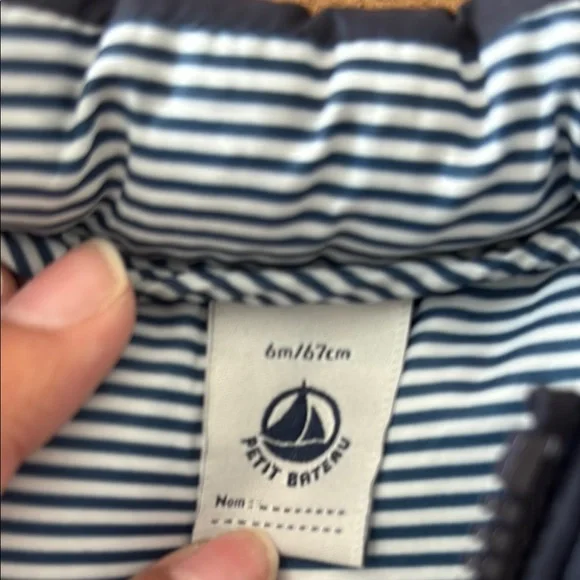 6m/67cm
PETIT BATEAU
Nom :